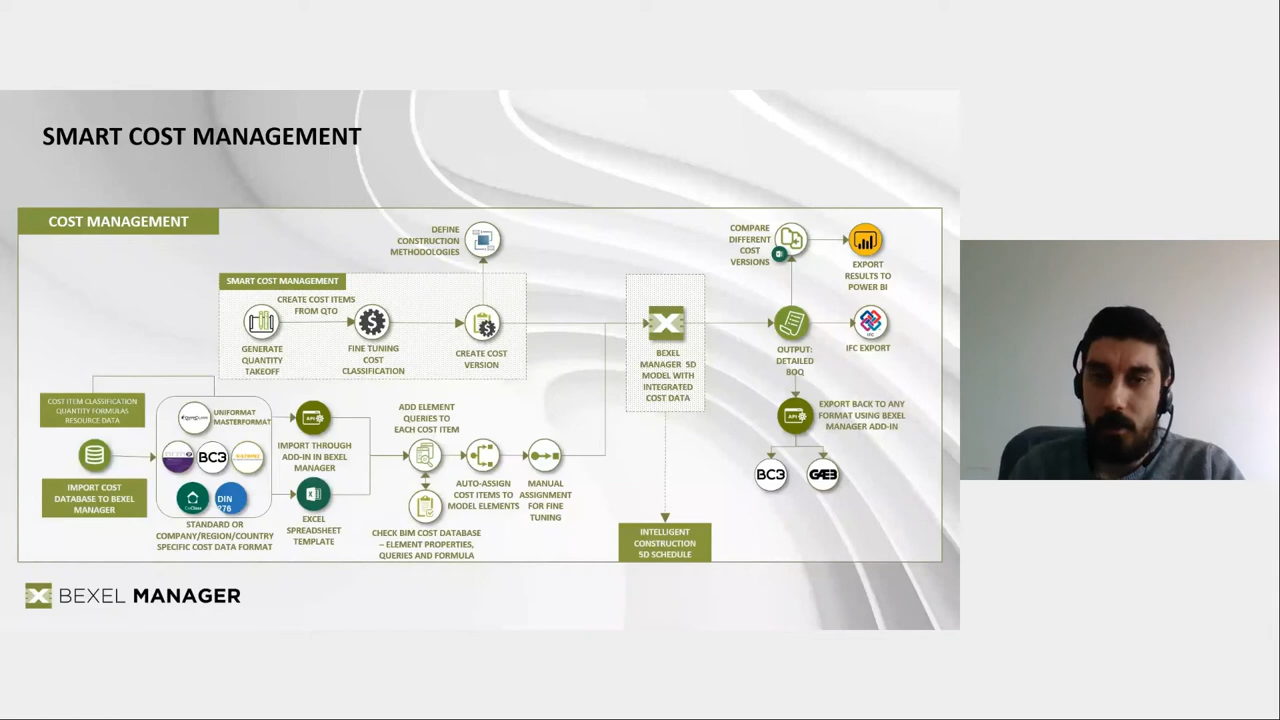 SMART COST MANAGEMENT
COST MANAGEMENT
DEFINE
CONSTRUCTION
METHODOLOGIES
COMPARE
DIFFERENT
COST
VERSIONS
EXPORT
RESULTS TO
POWER BI
SMART COST MANAGEMENT
CREATE COST ITEMS
FROM QTO
GENERATE
QUANTITY
TAKEOFF
FINE TUNING
COST
CLASSIFICATION
CREATE COST
VERSION
BEXEL
MANAGER 5D
MODEL WITH
INTEGRATED
COST DATA
OUTPUT:
DETAILED
BOQ
IFC
IFC EXPORT
COST ITEM CLASSIFICATION
QUANTITY FORMULAS
RESOURCE DATA
UNIFORMAT
MASTERFORMAT
BC3
DIN
276
IMPORT COST
DATABASE TO BEXEL
MANAGER
STANDARD OR
COMPANY/REGION/COUNTRY
SPECIFIC COST DATA FORMAT
API
IMPORT THROUGH
ADD-IN IN BEXEL
MANAGER
EXCEL
SPREADSHEET
TEMPLATE
ADD ELEMENT
QUERIES TO
EACH COST ITEM
AUTO-ASSIGN
COST ITEMS TO
MODEL ELEMENTS
MANUAL
ASSIGNMENT
FOR FINE
TUNING
CHECK BIM COST DATABASE
– ELEMENT PROPERTIES,
QUERIES AND FORMULA
API
EXPORT BACK TO ANY
FORMAT USING BEXEL
MANAGER ADD-IN
BC3
GAEB
INTELLIGENT
CONSTRUCTION
5D SCHEDULE
BEXEL MANAGER